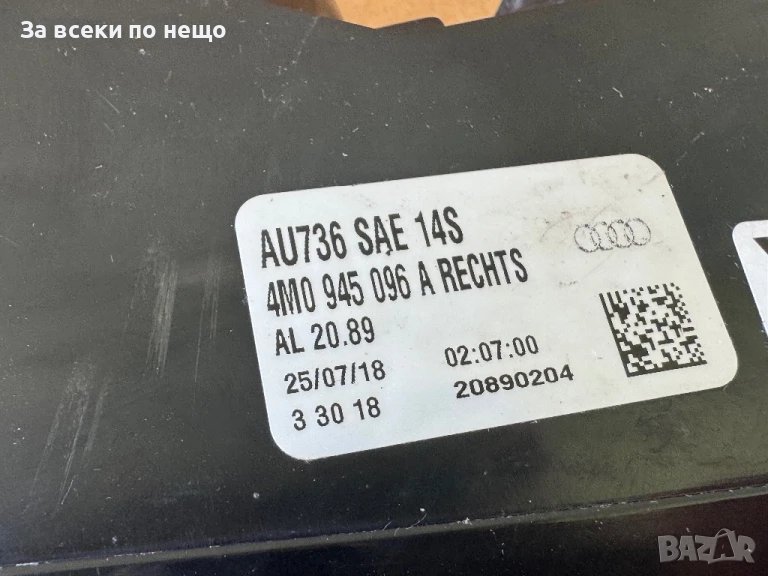 За всеки по нещо
AU736 SAE 14S
4M0 945 096 A RECHTS
AL 20.89
25/07/18 02:07:00
3 30 18 20890204
BAZAR